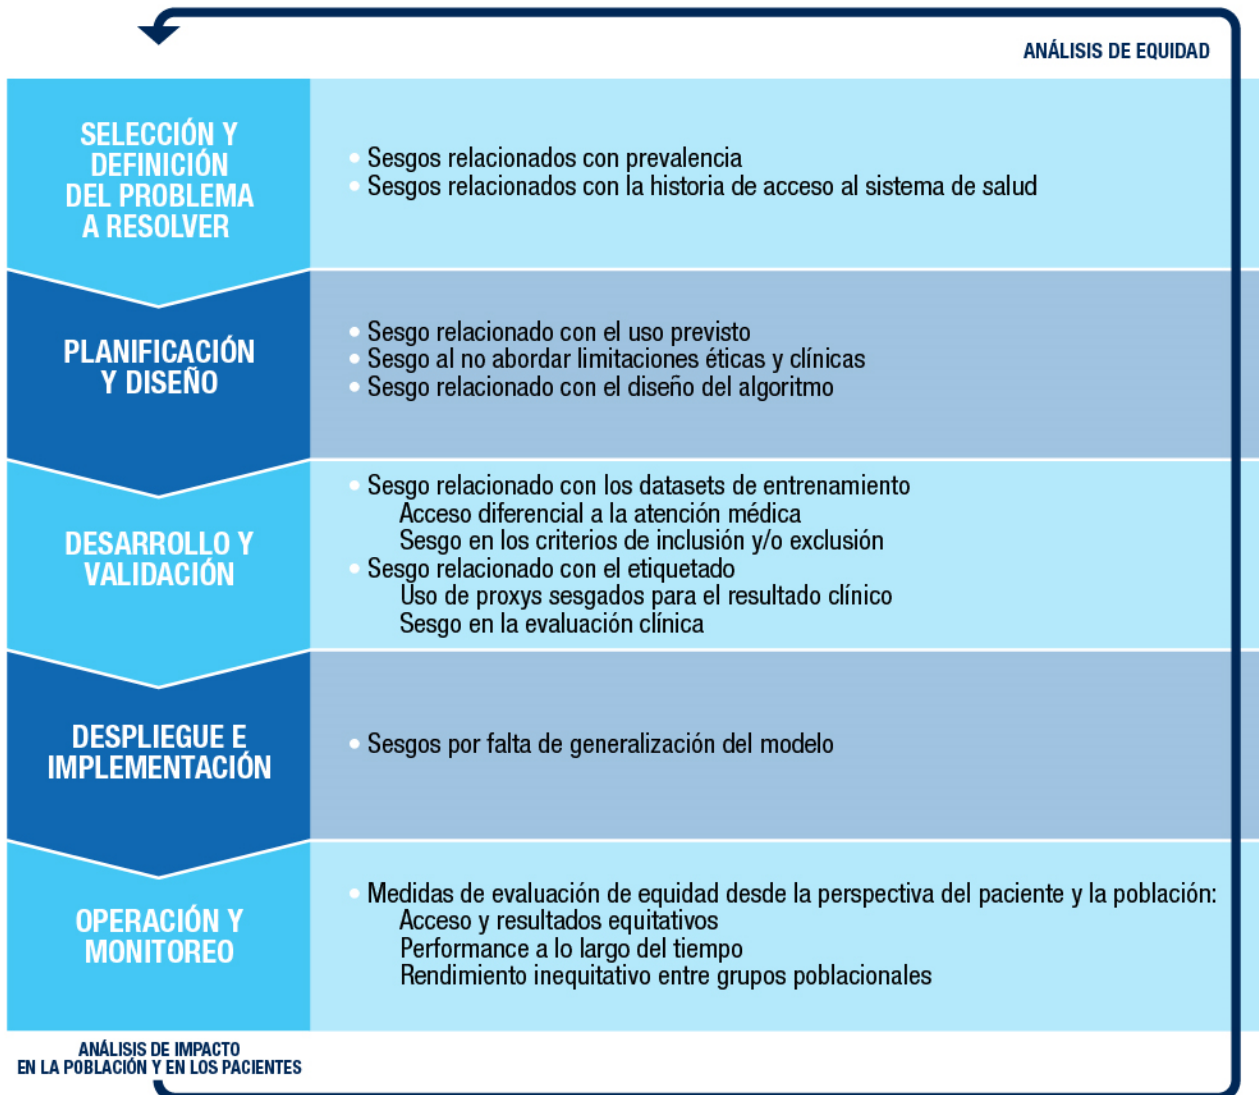 ANÁLISIS DE EQUIDAD
SELECCIÓN Y
DEFINICIÓN
DEL PROBLEMA
A RESOLVER
• Sesgos relacionados con prevalencia
• Sesgos relacionados con la historia de acceso al sistema de salud
PLANIFICACIÓN
Y DISEÑO
• Sesgo relacionado con el uso previsto
• Sesgo al no abordar limitaciones éticas y clínicas
• Sesgo relacionado con el diseño del algoritmo
DESARROLLO Y
VALIDACIÓN
• Sesgo relacionado con los datasets de entrenamiento
Acceso diferencial a la atención médica
Sesgo en los criterios de inclusión y/o exclusión
• Sesgo relacionado con el etiquetado
Uso de proxys sesgados para el resultado clínico
Sesgo en la evaluación clínica
DESPLIEGUE E
IMPLEMENTACIÓN
• Sesgos por falta de generalización del modelo
OPERACIÓN Y
MONITOREO
• Medidas de evaluación de equidad desde la perspectiva del paciente y la población:
Acceso y resultados equitativos
Performance a lo largo del tiempo
Rendimiento inequitativo entre grupos poblacionales
ANÁLISIS DE IMPACTO
EN LA POBLACIÓN Y EN LOS PACIENTES